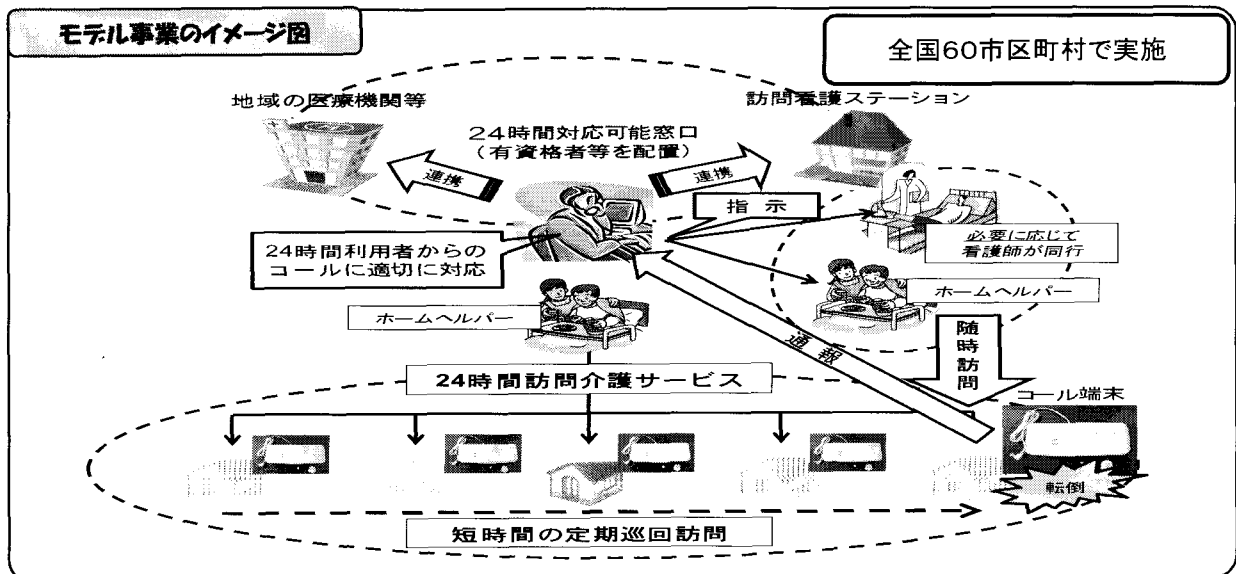 モデル事業のイメージ図
全国60市区町村で実施
地域の医療機関等
訪問看護ステーション
24時間対応可能窓口
（有資格者等を配置）
連携
連携
指示
24時間利用者からの
コールに適切に対応
必要に応じて
看護師が同行
ホームヘルパー
ホームヘルパー
通報
随時訪問
24時間訪問介護サービス
コール端末
転倒
短時間の定期巡回訪問